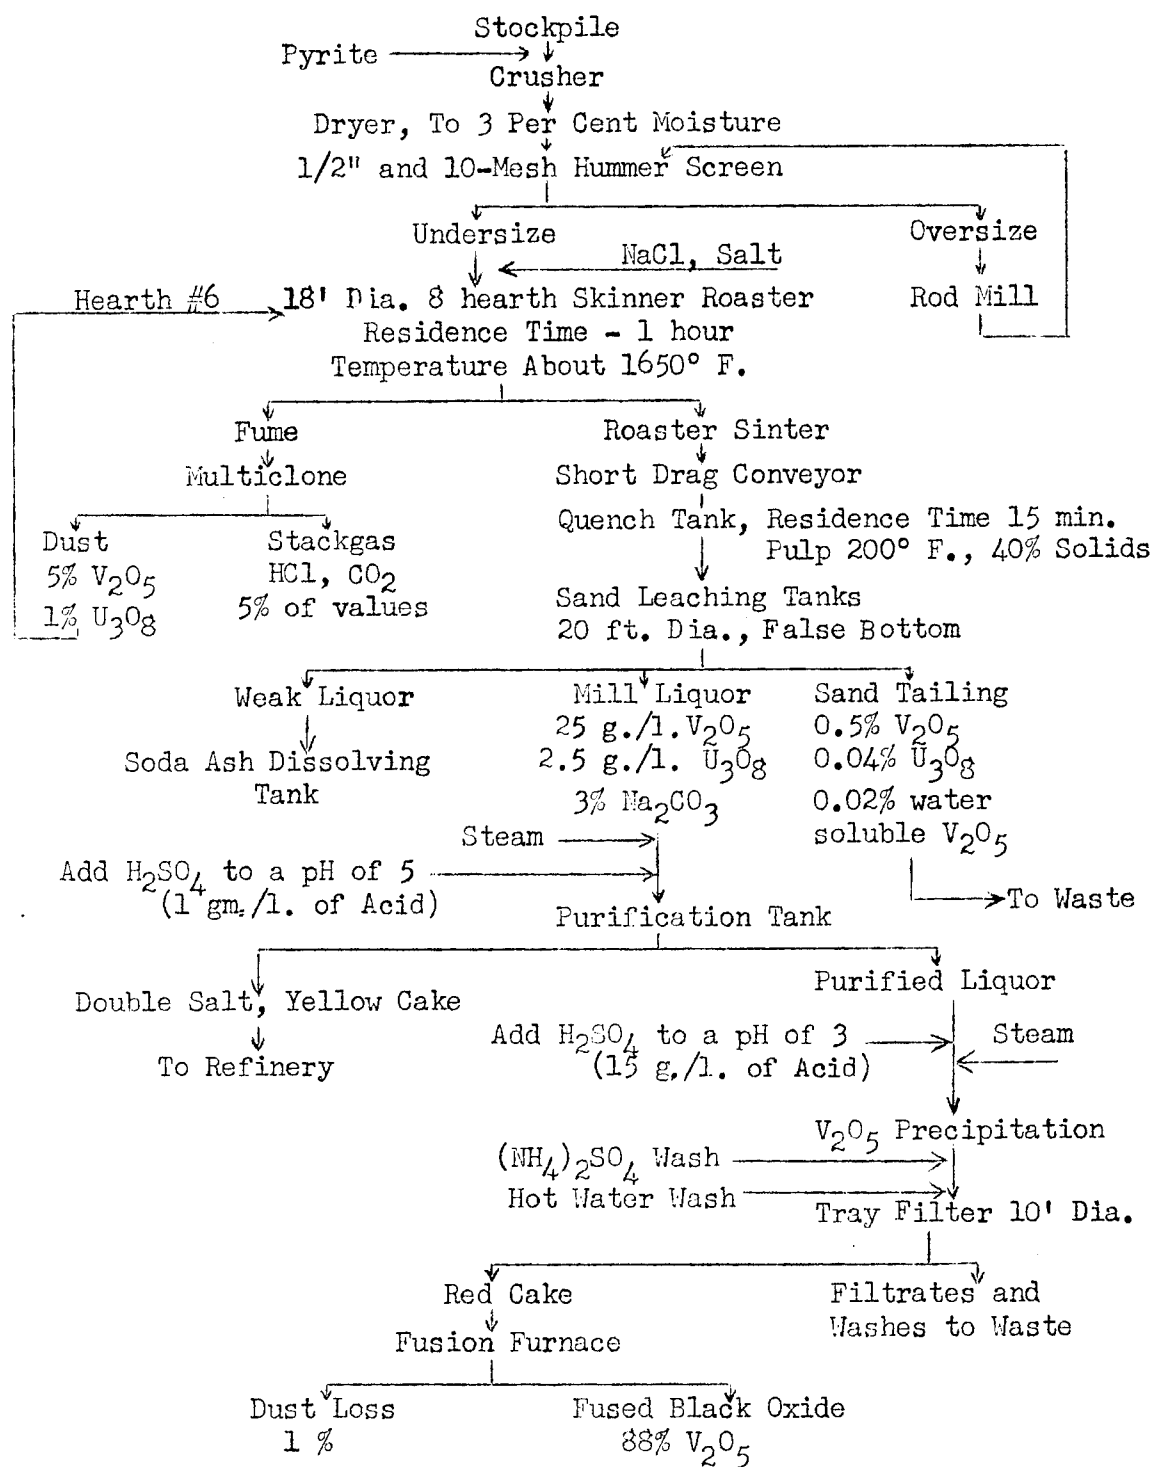 Stockpile
Pyrite
Crusher
Dryer, To 3 Per Cent Moisture
1/2" and 10-Mesh Hummer Screen
Undersize
Oversize
NaCl, Salt
Hearth #6
18' Dia. 8 hearth Skinner Roaster
Rod Mill
Residence Time - 1 hour
Temperature About 1650° F.
Fume
Roaster Sinter
Multiclone
Short Drag Conveyor
Quench Tank, Residence Time 15 min.
Pulp 200° F., 40% Solids
Dust
Stackgas
5% V₂O₅
HCl, CO₂
1% U₃O₈
5% of values
Sand Leaching Tanks
20 ft. Dia., False Bottom
Weak Liquor
Mill Liquor
Sand Tailing
25 g./l. V₂O₅
0.5% V₂O₅
Soda Ash Dissolving
Tank
2.5 g./l. U₃O₈
0.04% U₃O₈
3% Na₂CO₃
0.02% water
soluble V₂O₅
Steam
Add H₂SO₄ to a pH of 5
(1 gm./l. of Acid)
To Waste
Purification Tank
Double Salt, Yellow Cake
Purified Liquor
To Refinery
Add H₂SO₄ to a pH of 3
(15 g./l. of Acid)
Steam
V₂O₅ Precipitation
(NH₄)₂SO₄ Wash
Hot Water Wash
Tray Filter 10' Dia.
Red Cake
Filtrates and
Washes to Waste
Fusion Furnace
Dust Loss
1 %
Fused Black Oxide
88% V₂O₅